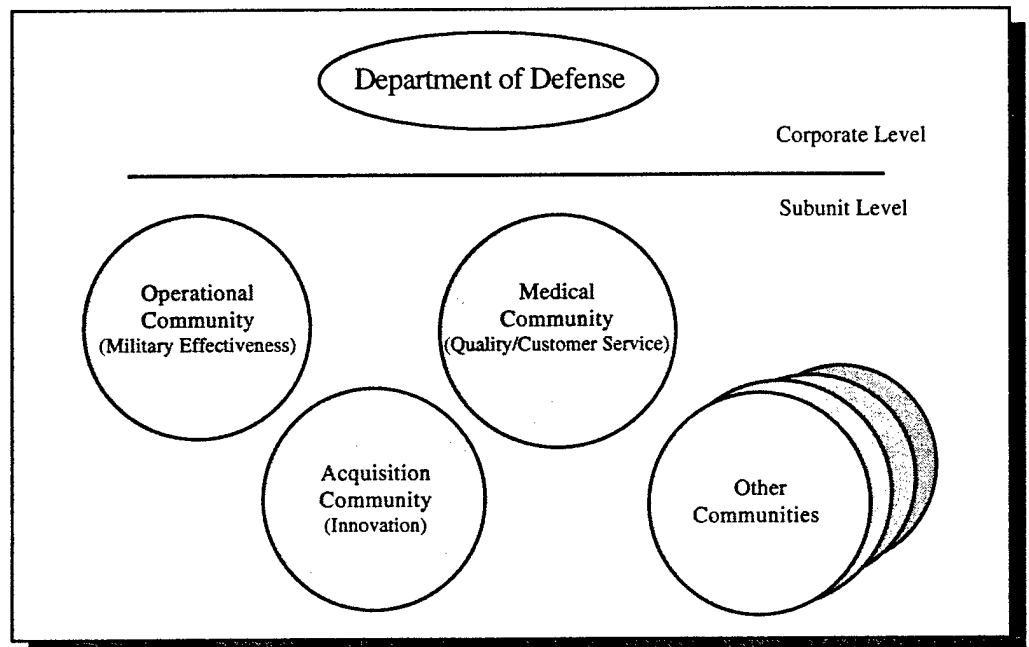 Department of Defense
Corporate Level
Subunit Level
Operational
Community
(Military Effectiveness)
Medical
Community
(Quality/Customer Service)
Acquisition
Community
(Innovation)
Other
Communities